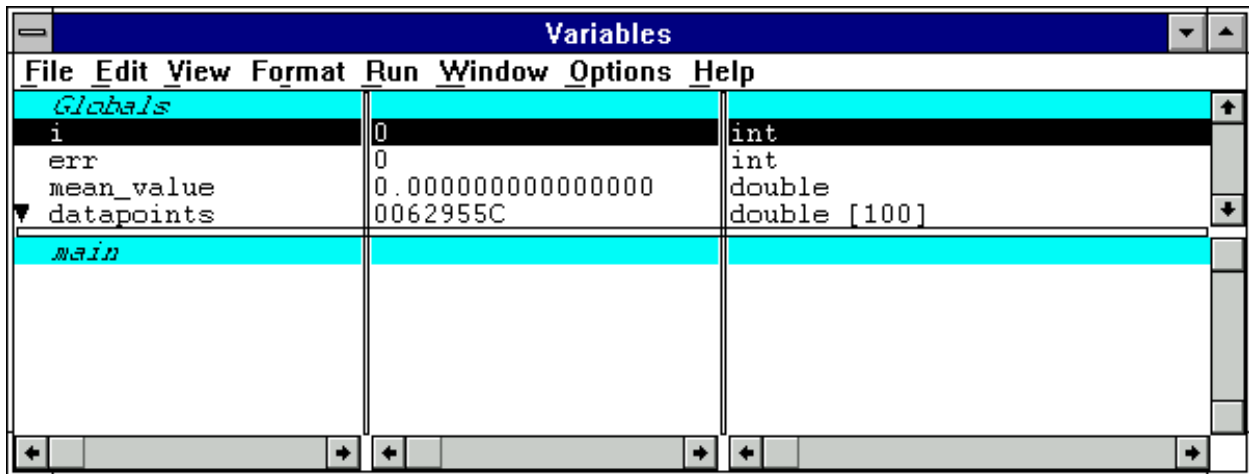 Variables
File Edit View Format Run Window Options Help
Globals
i 0 int
err 0 int
mean_value 0.000000000000000 double
datapoints 0062955C double [100]
main